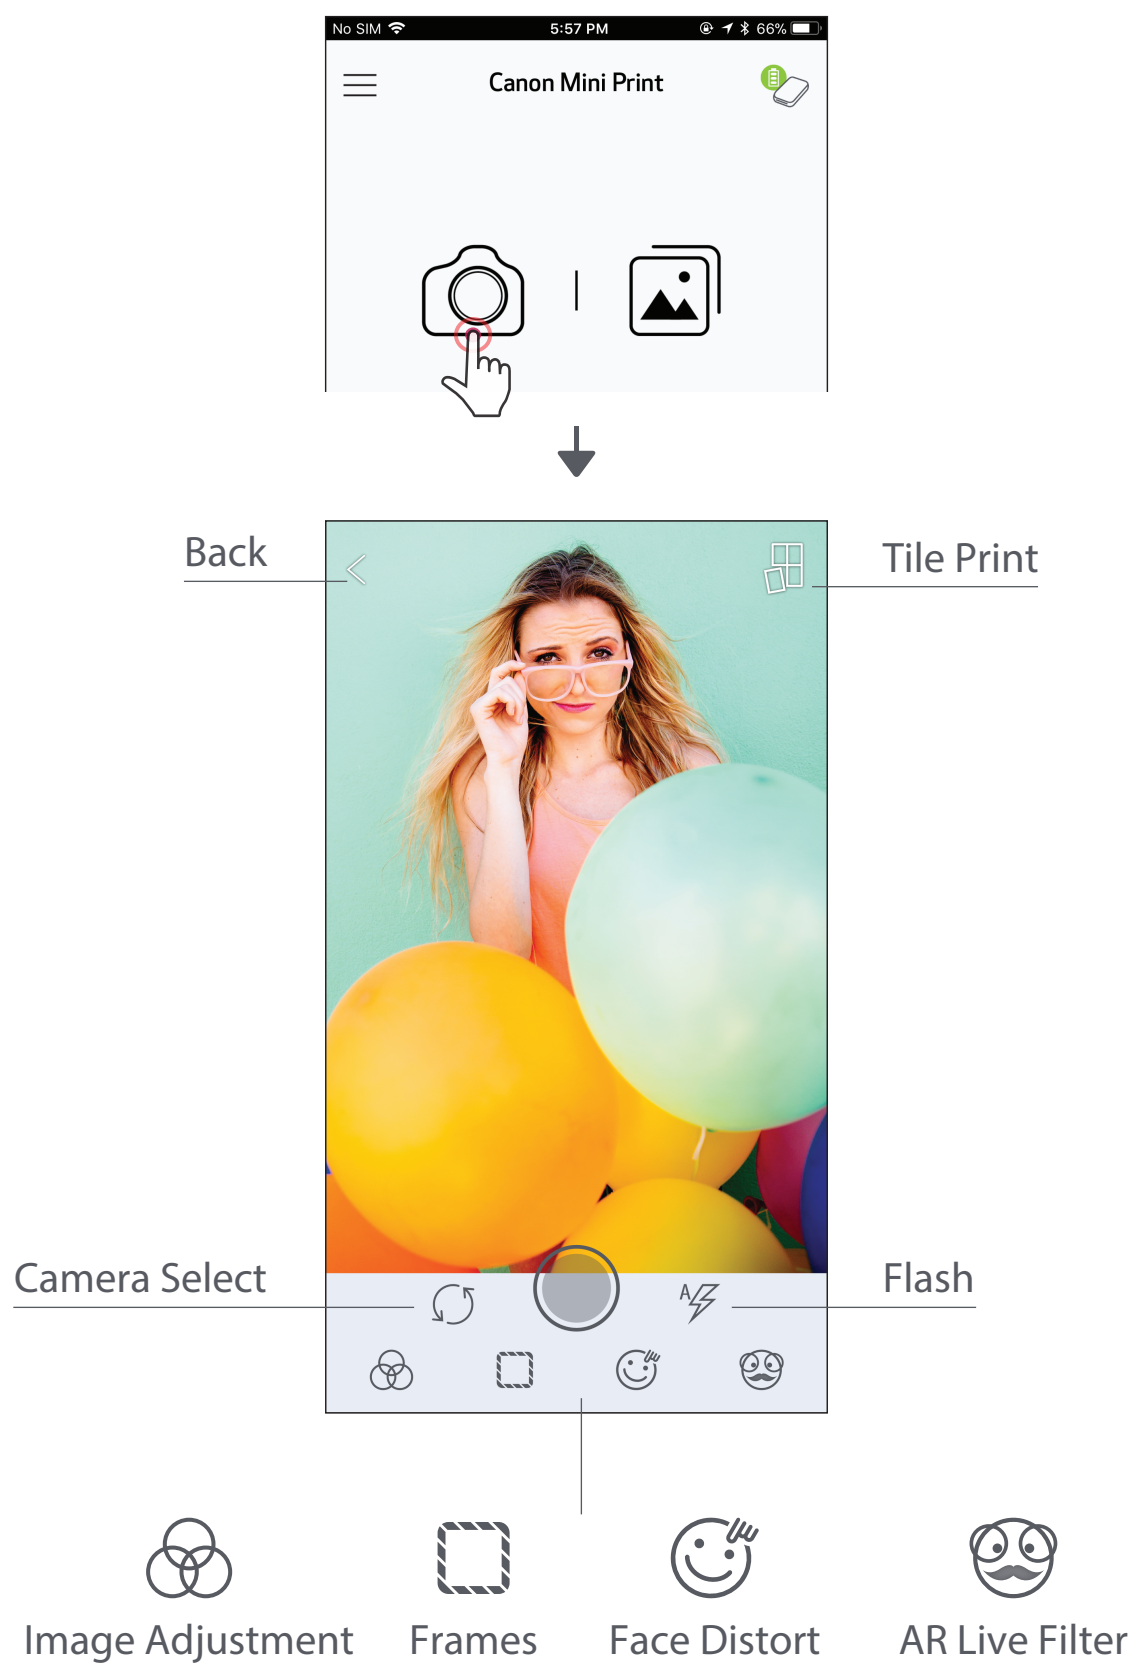 No SIM 5:57 PM 66%
Canon Mini Print
Back
Tile Print
Camera Select
Flash
A
Image Adjustment Frames Face Distort AR Live Filter